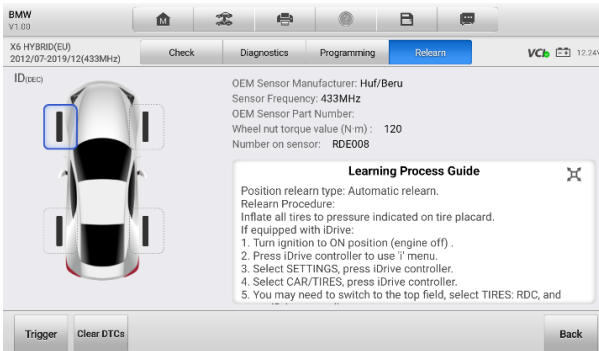 BMW
V1.00
X6 HYBRID(EU)
2012/07-2019/12(433MHz)
Check
Diagnostics
Programming
Relearn
VCI
12.24V
ID(DEC)
OEM Sensor Manufacturer: Huf/Beru
Sensor Frequency: 433MHz
OEM Sensor Part Number:
Wheel nut torque value (N·m) : 120
Number on sensor: RDE008
Learning Process Guide
Position relearn type: Automatic relearn.
Relearn Procedure:
Inflate all tires to pressure indicated on tire placard.
If equipped with iDrive:
1. Turn ignition to ON position (engine off) .
2. Press iDrive controller to use 'i' menu.
3. Select SETTINGS, press iDrive controller.
4. Select CAR/TIRES, press iDrive controller.
5. You may need to switch to the top field, select TIRES: RDC, and
Trigger
Clear DTCs
Back